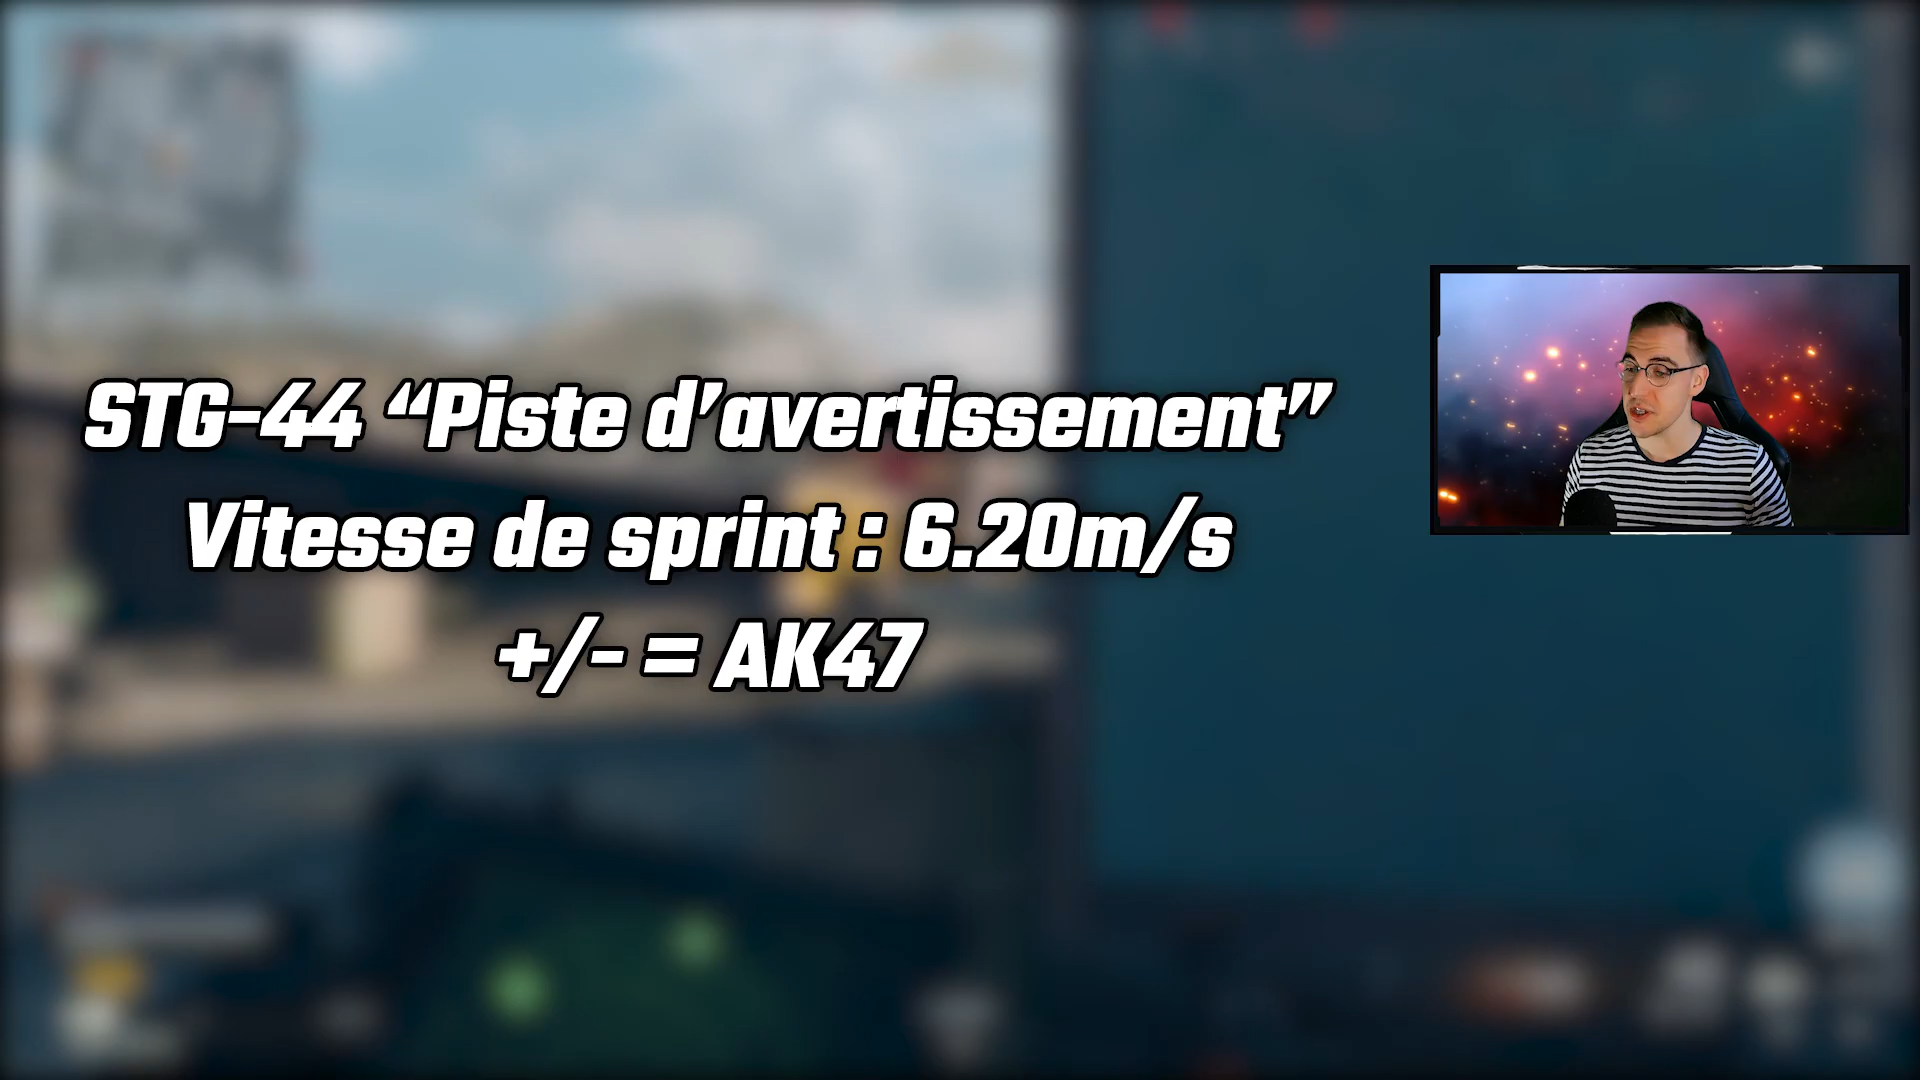 STG-44 “Piste d’avertissement”
Vitesse de sprint : 6.20m/s
+/- = AK47